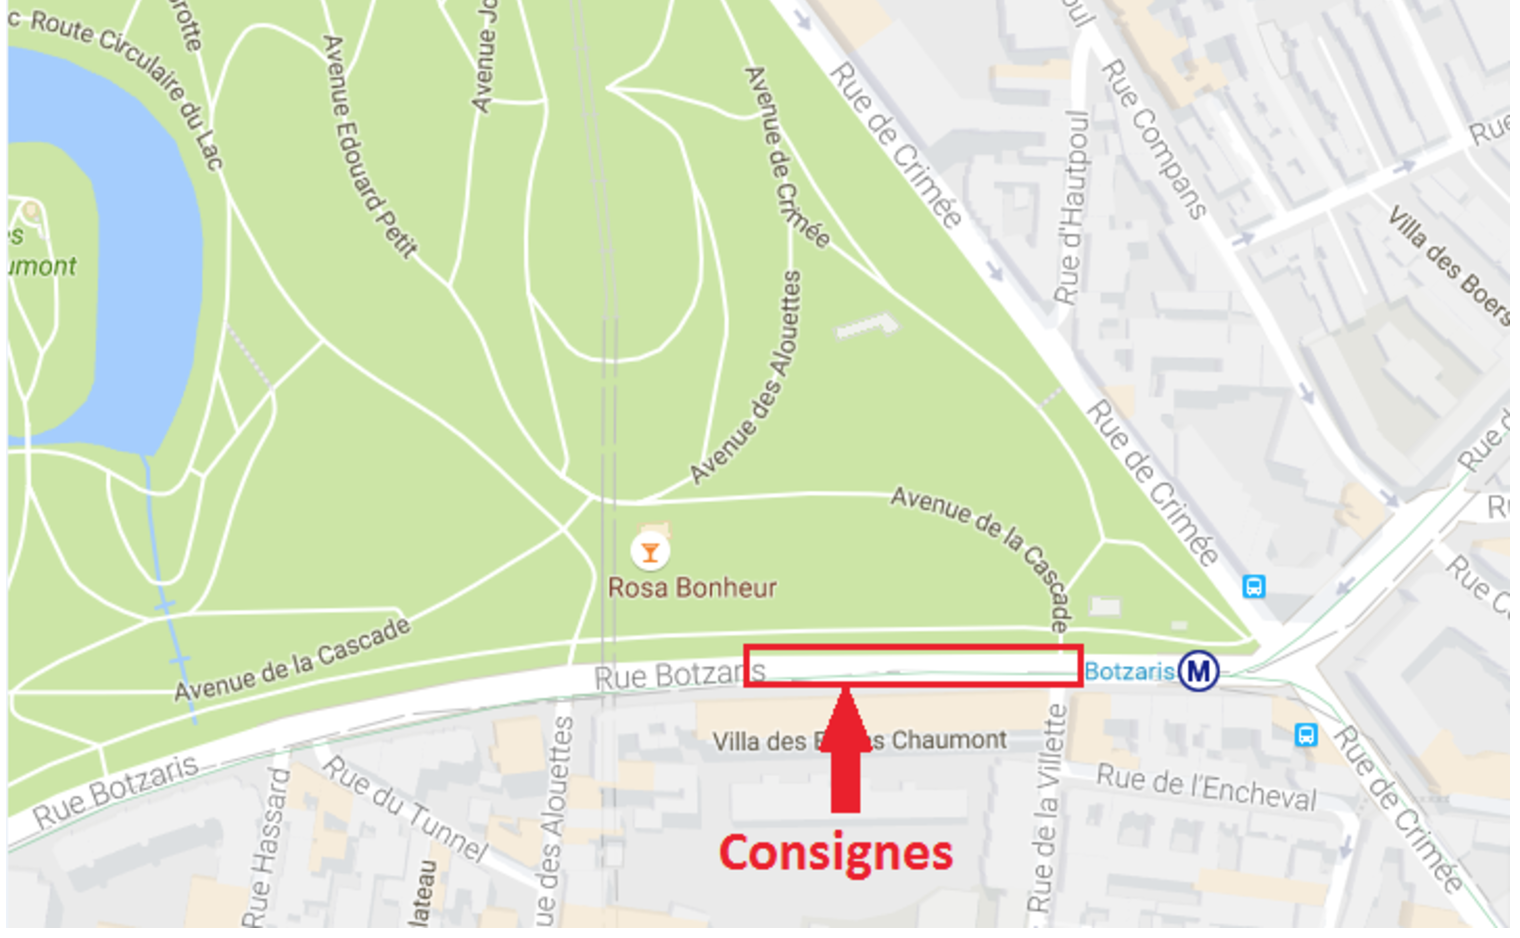 c Route Circulaire du Lac
rotte
Avenue Edouard Petit
Avenue Jo
Avenue de Crimée
Rue de Crimée
oul
Rue Compans
Rue
Rue d'Hautpoul
Villa des Boers
es
umont
Avenue des Alouettes
Rue de Crimée
Rue d
Avenue de la Cascade
Rosa Bonheur
Avenue de la Cascade
Rue Botzaris
Botzaris
M
Villa des Chaumont
Rue Botzaris
Rue Hassard
Rue du Tunnel
lateau
ue des Alouettes
Consignes
Rue de la Villette
Rue de l'Encheval
Rue de Crimée
Rue C